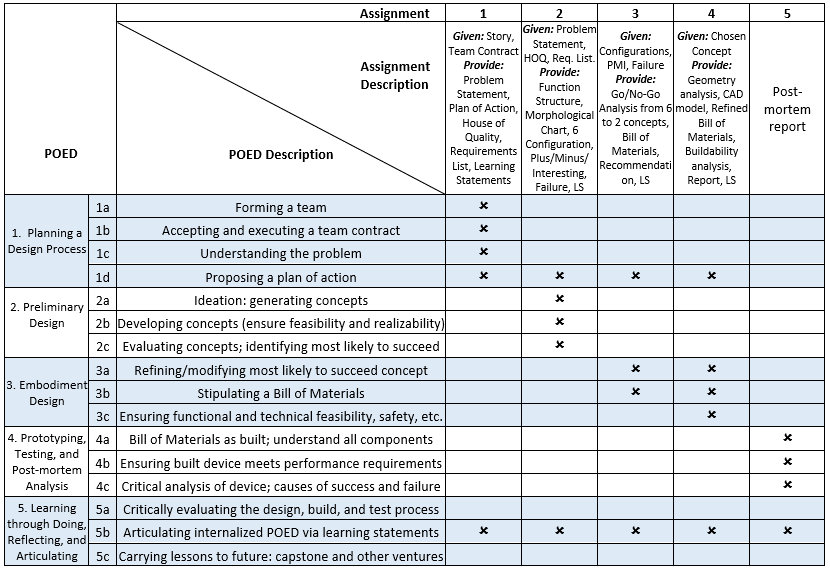 Assignment 1 2 3 4 5
POED
Assignment
Description
POED Description
Given: Story,
Team Contract
Provide:
Problem
Statement,
Plan of Action,
House of
Quality,
Requirements
List, Learning
Statements
Given: Problem
Statement,
HOQ, Req. List.
Provide:
Function
Structure,
Morphological
Chart, 6
Configuration,
Plus/Minus/
Interesting,
Failure, LS
Given:
Configurations,
PMI, Failure
Provide:
Go/No-Go
Analysis from 6
to 2 concepts,
Bill of
Materials,
Recommendati
on, LS
Given: Chosen
Concept
Provide:
Geometry
analysis, CAD
model, Refined
Bill of
Materials,
Buildability
analysis,
Report, LS
Post-
mortem
report
1. Planning a
Design Process
1a Forming a team ×
1b Accepting and executing a team contract ×
1c Understanding the problem ×
1d Proposing a plan of action × × × ×
2. Preliminary
Design
2a Ideation: generating concepts ×
2b Developing concepts (ensure feasibility and realizability) ×
2c Evaluating concepts; identifying most likely to succeed ×
3. Embodiment
Design
3a Refining/modifying most likely to succeed concept × ×
3b Stipulating a Bill of Materials × ×
3c Ensuring functional and technical feasibility, safety, etc. ×
4. Prototyping,
Testing, and
Post-mortem
Analysis
4a Bill of Materials as built; understand all components ×
4b Ensuring built device meets performance requirements ×
4c Critical analysis of device; causes of success and failure ×
5. Learning
through Doing,
Reflecting, and
Articulating
5a Critically evaluating the design, build, and test process
5b Articulating internalized POED via learning statements × × × × ×
5c Carrying lessons to future: capstone and other ventures